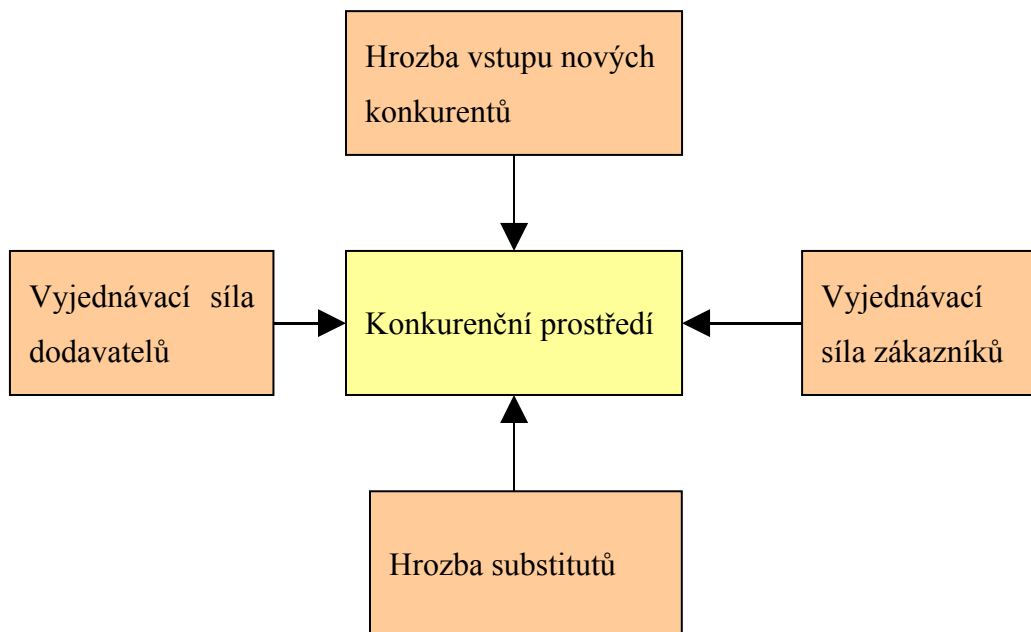 Hrozba vstupu nových
konkurentů
Vyjednávací síla
dodavatelů
Konkurenční prostředí
Vyjednávací
síla zákazníků
Hrozba substitutů